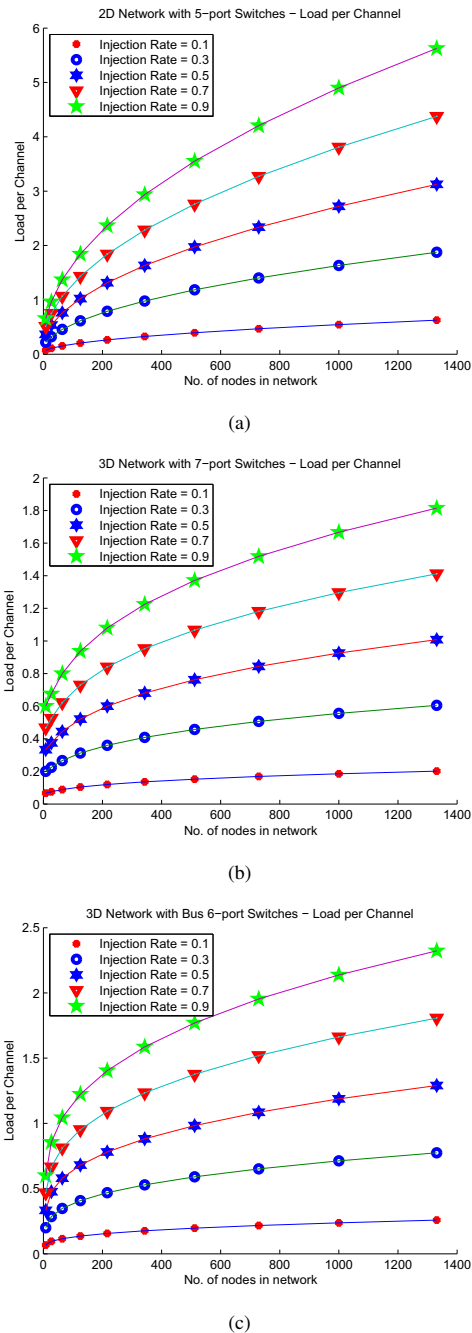 2D Network with 5−port Switches − Load per Channel
6
Injection Rate = 0.1
Injection Rate = 0.3
5
Injection Rate = 0.5
Injection Rate = 0.7
Injection Rate = 0.9
4
Load per Channel
3
2
1
0
0 200 400 600 800 1000 1200 1400
No. of nodes in network
(a)
3D Network with 7−port Switches − Load per Channel
2
Injection Rate = 0.1
1.8
Injection Rate = 0.3
Injection Rate = 0.5
1.6
Injection Rate = 0.7
Injection Rate = 0.9
1.4
1.2
Load per Channel
1
0.8
0.6
0.4
0.2
0
0 200 400 600 800 1000 1200 1400
No. of nodes in network
(b)
3D Network with Bus 6−port Switches − Load per Channel
2.5
Injection Rate = 0.1
Injection Rate = 0.3
Injection Rate = 0.5
2
Injection Rate = 0.7
Injection Rate = 0.9
1.5
Load per Channel
1
0.5
0
0 200 400 600 800 1000 1200 1400
No. of nodes in network
(c)